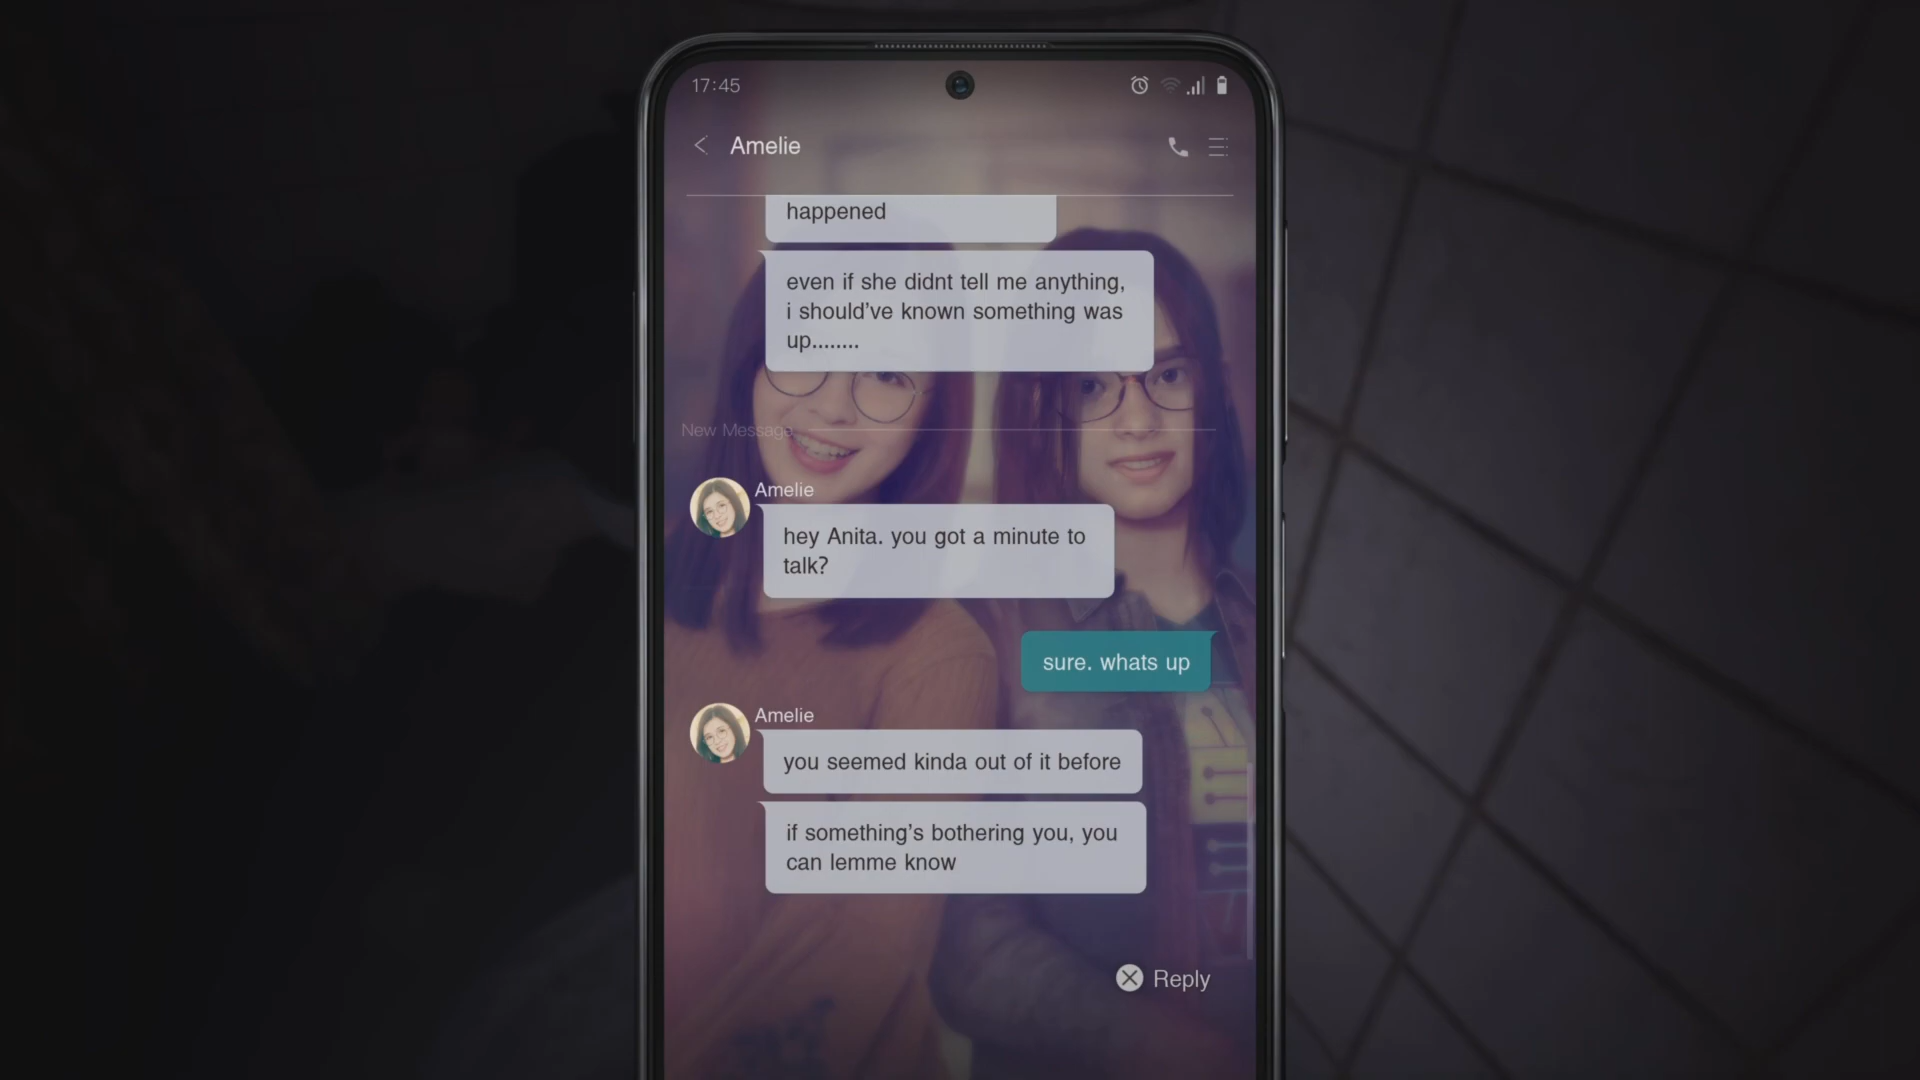 17:45
Amelie
happened
even if she didnt tell me anything,
i should've known something was
up........
New Message
Amelie
hey Anita. you got a minute to
talk?
sure. whats up
Amelie
you seemed kinda out of it before
if something's bothering you, you
can lemme know
Reply